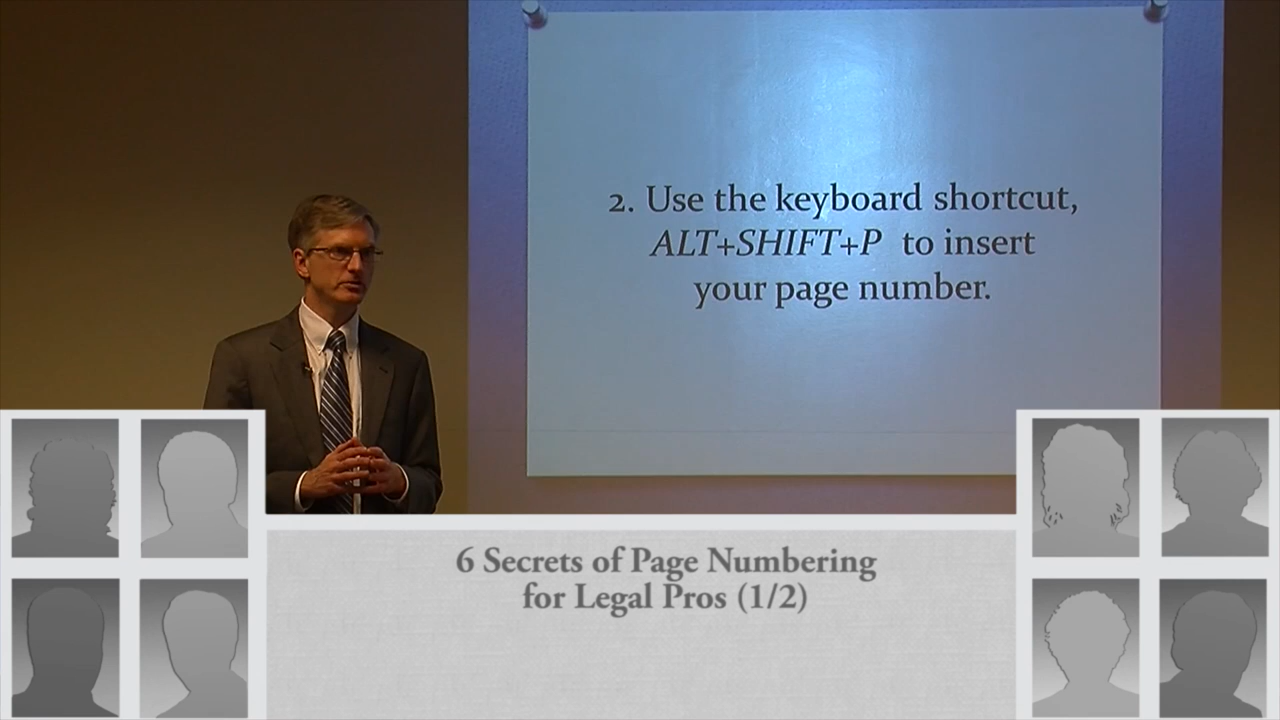 2. Use the keyboard shortcut,
ALT+SHIFT+P to insert
your page number.
6 Secrets of Page Numbering
for Legal Pros (1/2)